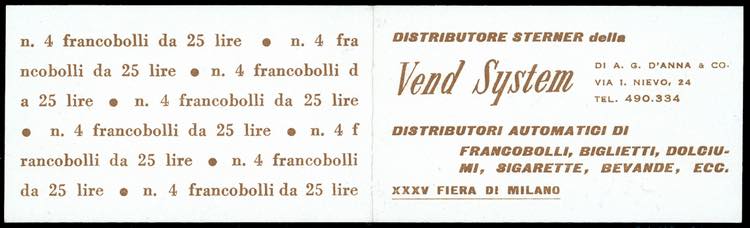 n. 4 francobolli da 25 lire ● n. 4 fra
ncobolli da 25 lire ● n. 4 francobolli d
a 25 lire ● n. 4 francobolli da 25 lire
● n. 4 francobolli da 25 lire ● n. 4 f
rancobolli da 25 lire ● n. 4 francobolli
da 25 lire ● n. 4 francobolli da 25 lire
DISTRIBUTORE STERNER della
Vend System
DI A. G. D'ANNA & CO.
VIA I. NIEVO, 24
TEL. 490.334
DISTRIBUTORI AUTOMATICI DI
FRANCOBOLLI, BIGLIETTI, DOLCIU-
MI, SIGARETTE, BEVANDE, ECC.
XXXV FIERA DI MILANO